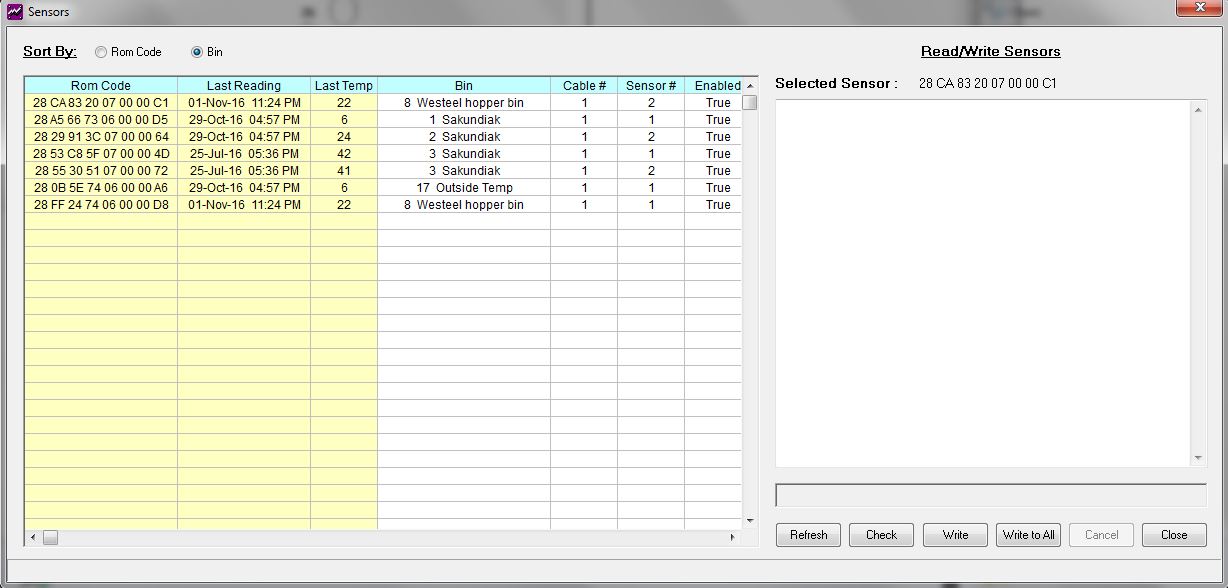 Sensors
Sort By: Rom Code Bin
Rom Code Last Reading Last Temp Bin Cable # Sensor # Enabled
28 CA 83 20 07 00 00 C1 01-Nov-16 11:24 PM 22 8 Westeel hopper bin 1 2 True
28 A5 66 73 06 00 00 D5 29-Oct-16 04:57 PM 6 1 Sakundiak 1 1 True
28 29 91 3C 07 00 00 64 29-Oct-16 04:57 PM 24 2 Sakundiak 1 2 True
28 53 C8 5F 07 00 00 4D 25-Jul-16 05:36 PM 42 3 Sakundiak 1 1 True
28 55 30 51 07 00 00 72 25-Jul-16 05:36 PM 41 3 Sakundiak 1 2 True
28 0B 5E 74 06 00 00 A6 29-Oct-16 04:57 PM 6 17 Outside Temp 1 1 True
28 FF 24 74 06 00 00 D8 01-Nov-16 11:24 PM 22 8 Westeel hopper bin 1 1 True
Read/Write Sensors
Selected Sensor : 28 CA 83 20 07 00 00 C1
Refresh Check Write Write to All Cancel Close